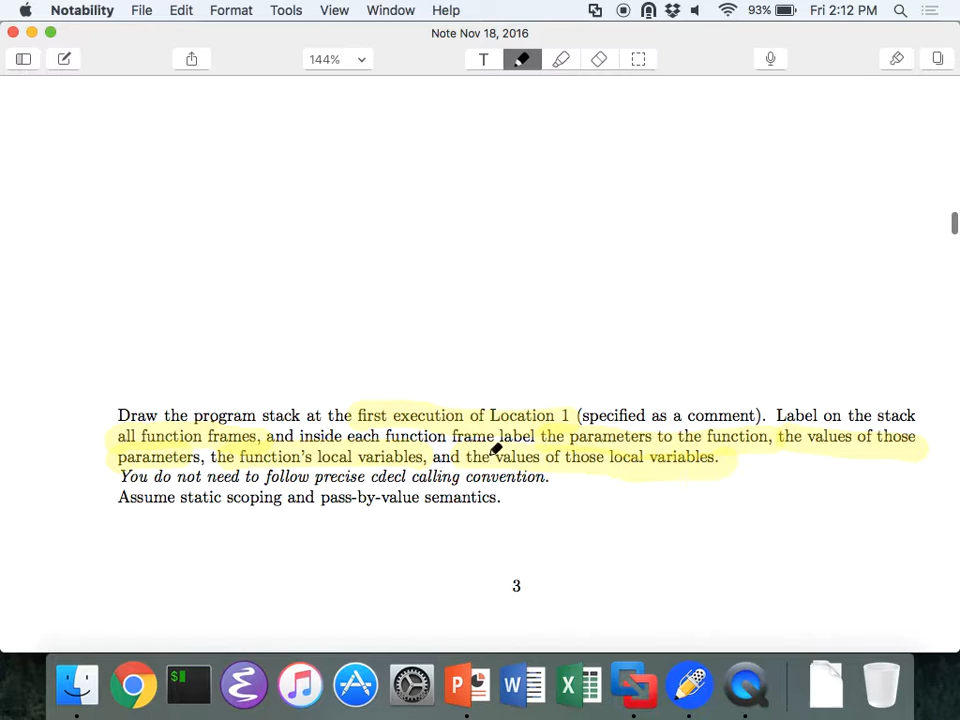 Notability File Edit Format Tools View Window Help 93% Fri 2:12 PM
Note Nov 18, 2016
144% T
Draw the program stack at the first execution of Location 1 (specified as a comment). Label on the stack
all function frames, and inside each function frame label the parameters to the function, the values of those
parameters, the function's local variables, and the values of those local variables.
You do not need to follow precise cdecl calling convention.
Assume static scoping and pass-by-value semantics.
3
$ P W X